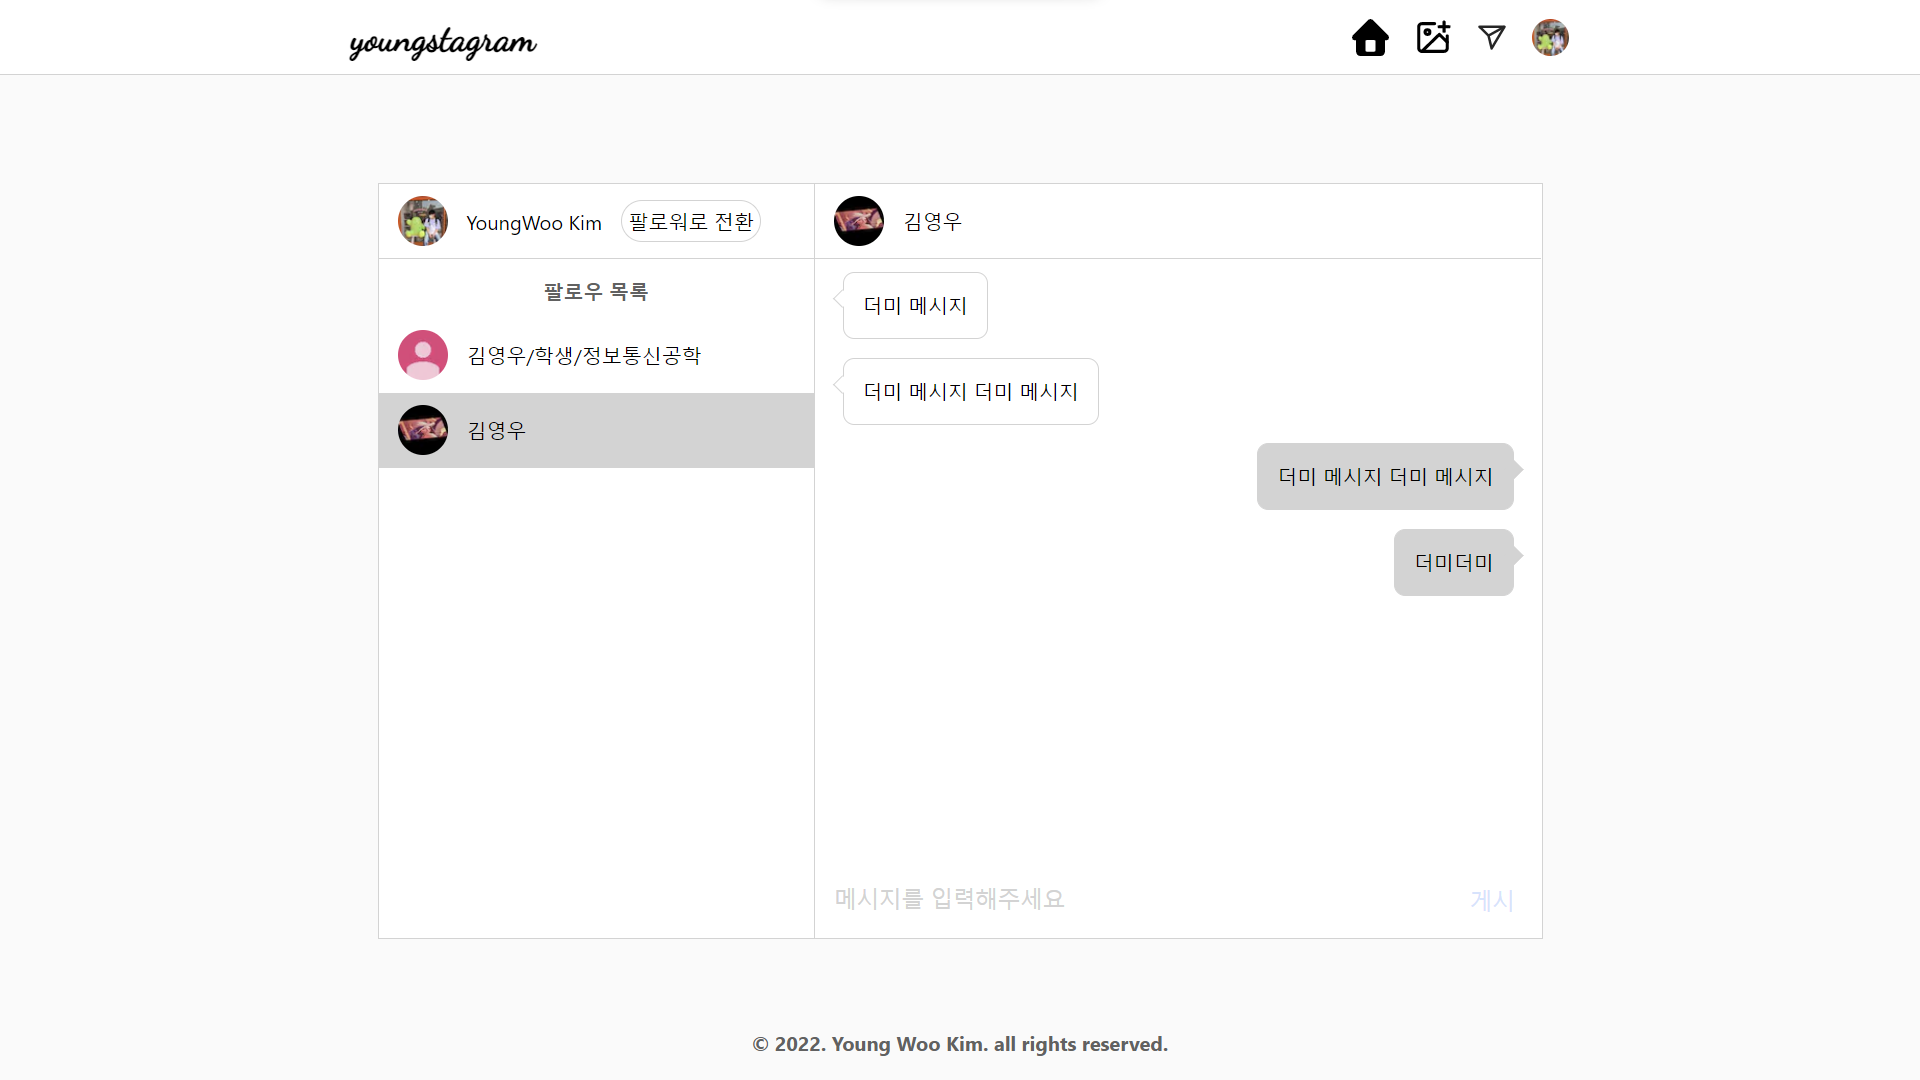 youngstagram
YoungWoo Kim
팔로워로 전환
팔로우 목록
김영우/학생/정보통신공학
김영우
김영우
더미 메시지
더미 메시지 더미 메시지
더미 메시지 더미 메시지
더미더미
메시지를 입력해주세요
게시
© 2022. Young Woo Kim. all rights reserved.